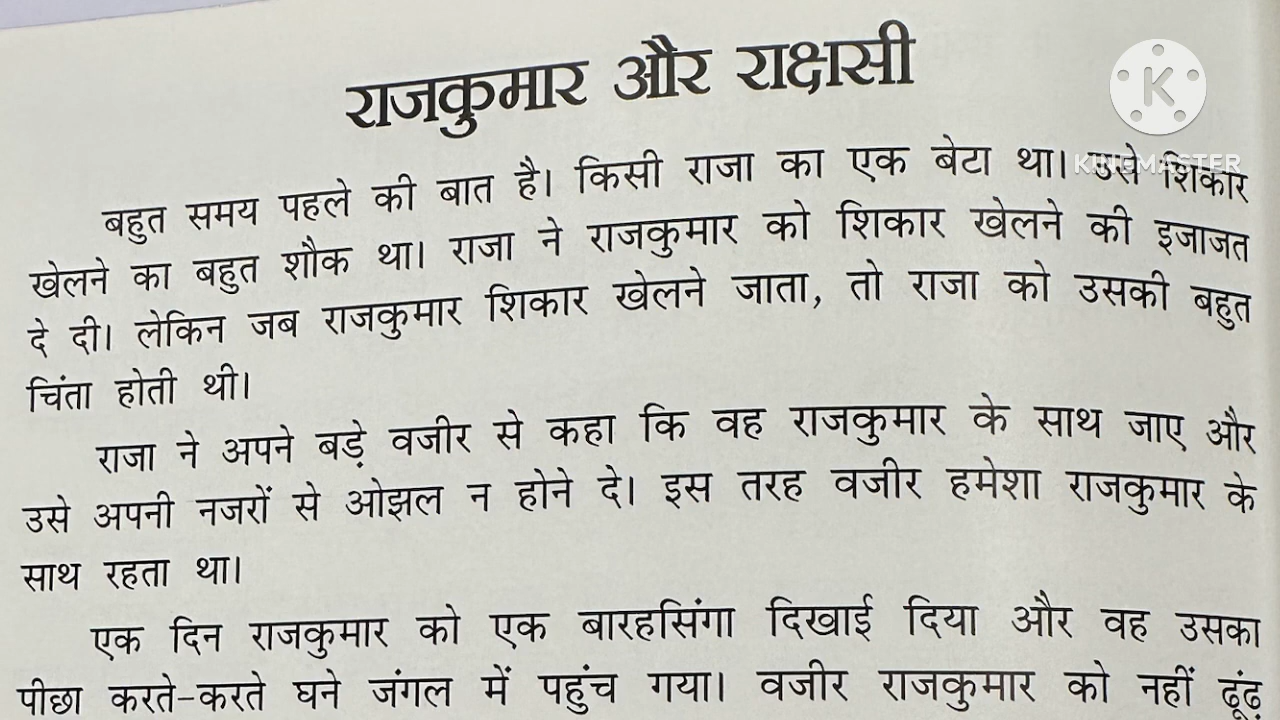 राजकुमार और राक्षसी
K
KINEMASTER
बहुत समय पहले की बात है। किसी राजा का एक बेटा था। उसे शिकार
खेलने का बहुत शौक था। राजा ने राजकुमार को शिकार खेलने की इजाजत
दे दी। लेकिन जब राजकुमार शिकार खेलने जाता, तो राजा को उसकी बहुत
चिंता होती थी।
राजा ने अपने बड़े वजीर से कहा कि वह राजकुमार के साथ जाए और
उसे अपनी नजरों से ओझल न होने दे। इस तरह वजीर हमेशा राजकुमार के
साथ रहता था।
एक दिन राजकुमार को एक बारहसिंगा दिखाई दिया और वह उसका
पीछा करते-करते घने जंगल में पहुंच गया। वजीर राजकुमार को नहीं ढूंढ़